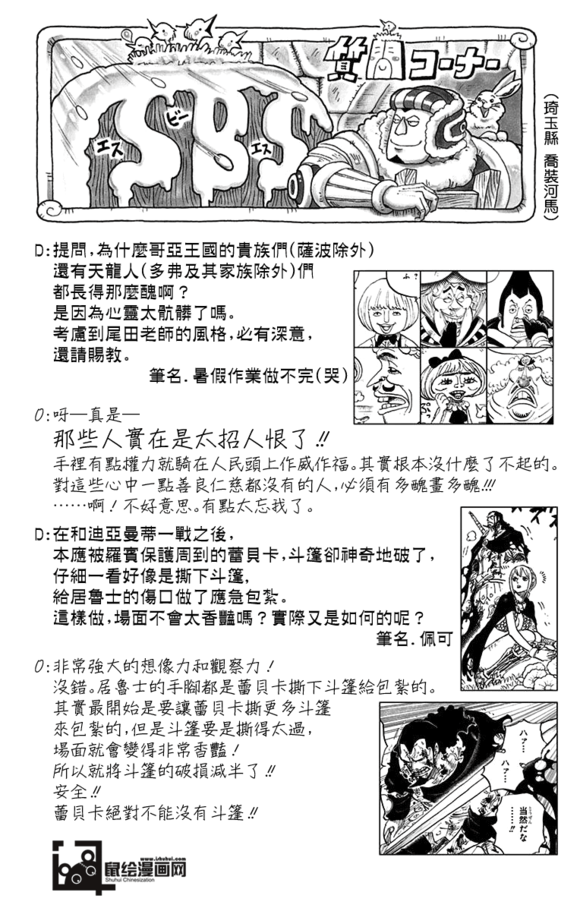 質問コーナー
SBS
エス
ビー
エス
(琦玉縣 喬裝河馬)
D:提問,為什麼哥亞王國的貴族們(薩波除外)
還有天龍人(多弗及其家族除外)們
都長得那麼醜啊?
是因為心靈太骯髒了嗎。
考慮到尾田老師的風格,必有深意,
還請賜教。
筆名.暑假作業做不完(哭)
O:呀—真是—
那些人實在是太招人恨了!!
手裡有點權力就騎在人民頭上作威作福。其實根本沒什麼了不起的。
對這些心中一點善良仁慈都沒有的人,必須有多醜畫多醜!!!
……啊!不好意思。有點太忘我了。
D:在和迪亞曼蒂一戰之後,
本應被羅賓保護周到的蕾貝卡,斗篷卻神奇地破了,
仔細一看好像是撕下斗篷,
給居魯士的傷口做了應急包紮。
這樣做,場面不會太香豔嗎?實際又是如何的呢?
筆名.佩可
O:非常強大的想像力和觀察力!
沒錯。居魯士的手腳都是蕾貝卡撕下斗篷給包紮的。
其實最開始是要讓蕾貝卡撕更多斗篷
來包紮的,但是斗篷要是撕得太過,
場面就會變得非常香豔!
所以就將斗篷的破損減半了!!
安全!!
蕾貝卡絕對不能沒有斗篷!!
ハァ…
ハァ…
当然だな
……!!
www.ishuhui.com
鼠绘漫画网
Shuhui Chinesization